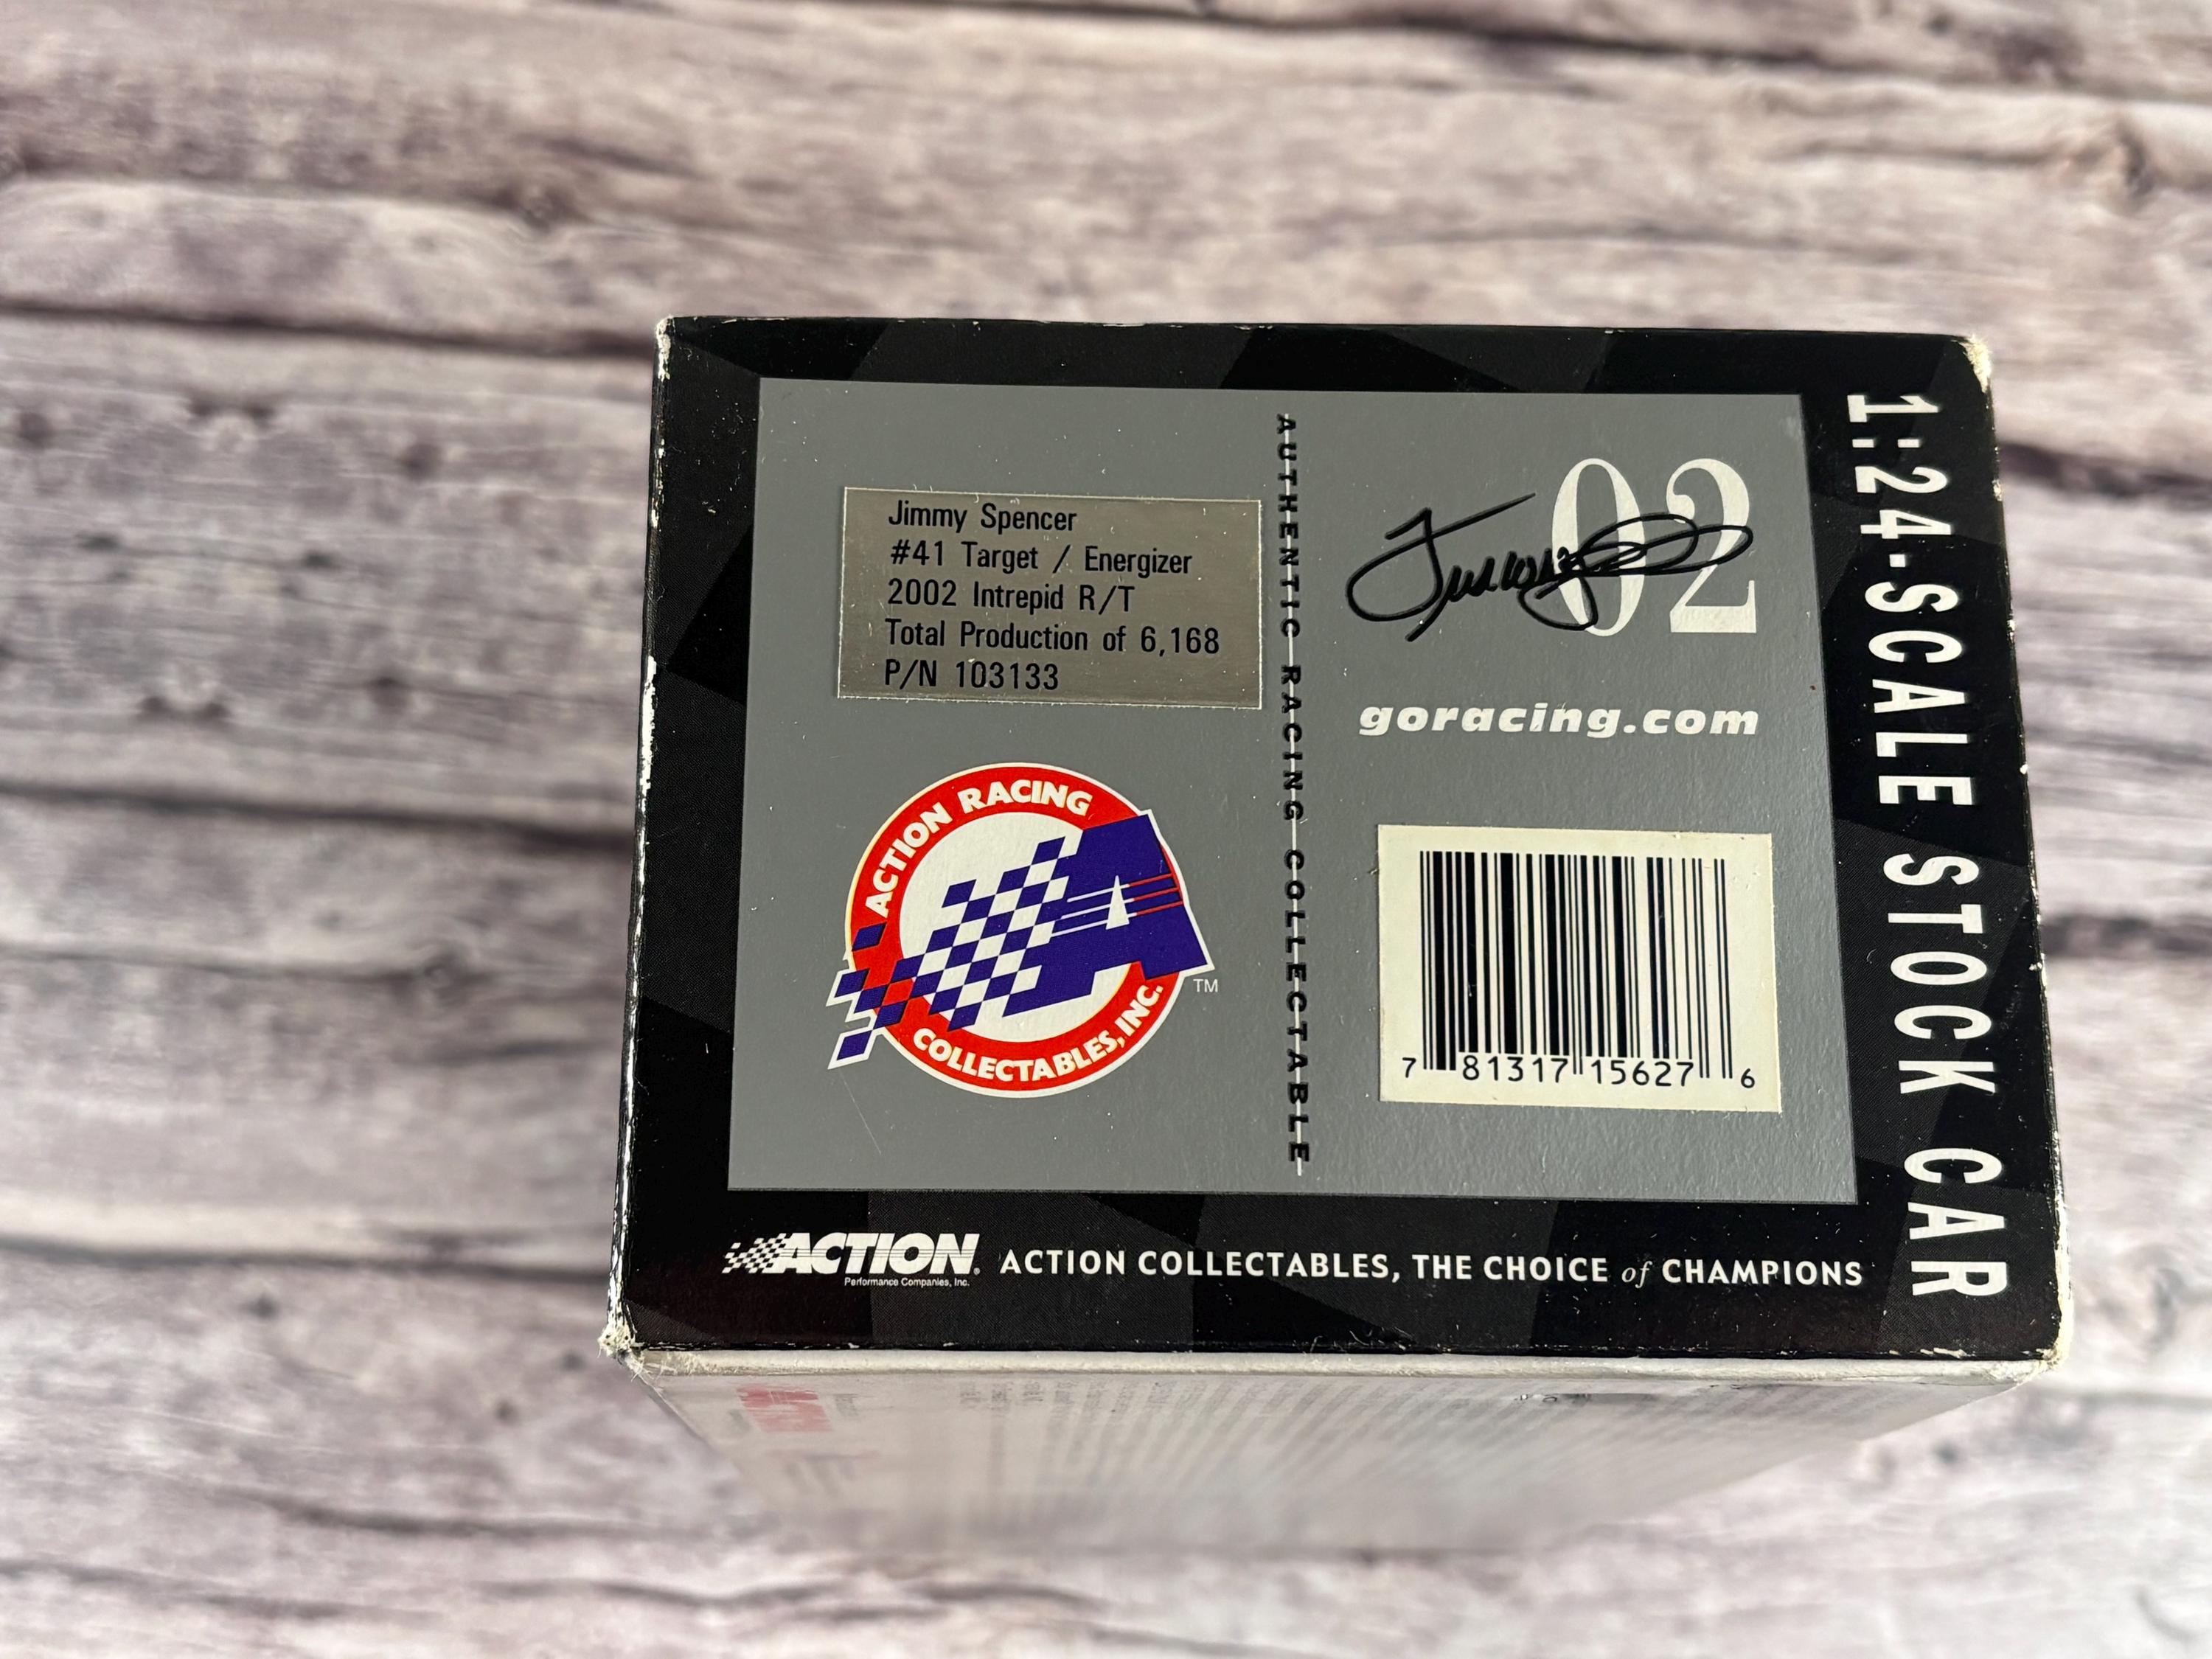 Jimmy Spencer
#41 Target / Energizer
2002 Intrepid R/T
Total Production of 6,168
P/N 103133
ACTION RACING
COLLECTABLES, INC.
TM
AUTHENTIC RACING COLLECTABLE
02
goracing.com
7 81317 15627 6
1:24-SCALE STOCK CAR
ACTION
Performance Companies, Inc.
ACTION COLLECTABLES, THE CHOICE of CHAMPIONS